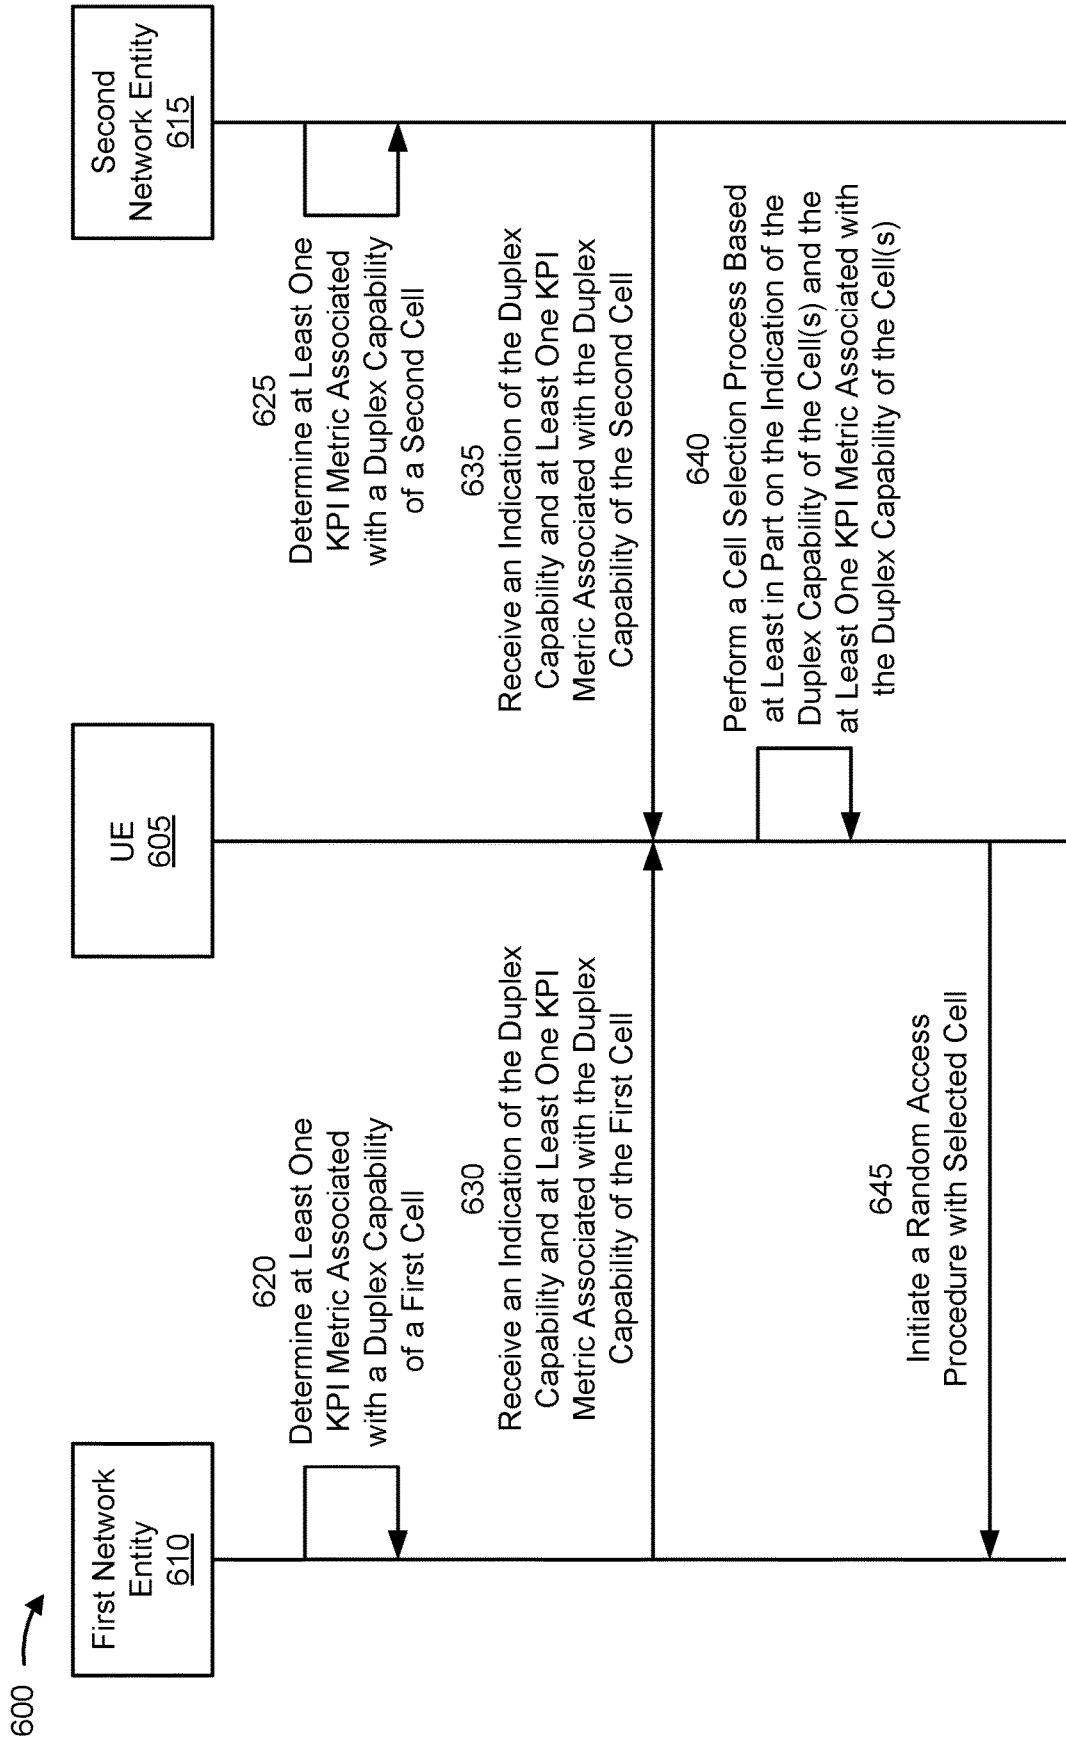 600
First Network
Entity
610
UE
605
Second
Network Entity
615
620
Determine at Least One
KPI Metric Associated
with a Duplex Capability
of a First Cell
625
Determine at Least One
KPI Metric Associated
with a Duplex Capability
of a Second Cell
630
Receive an Indication of the Duplex
Capability and at Least One KPI
Metric Associated with the Duplex
Capability of the First Cell
635
Receive an Indication of the Duplex
Capability and at Least One KPI
Metric Associated with the Duplex
Capability of the Second Cell
640
Perform a Cell Selection Process Based
at Least in Part on the Indication of the
Duplex Capability of the Cell(s) and the
at Least One KPI Metric Associated with
the Duplex Capability of the Cell(s)
645
Initiate a Random Access
Procedure with Selected Cell